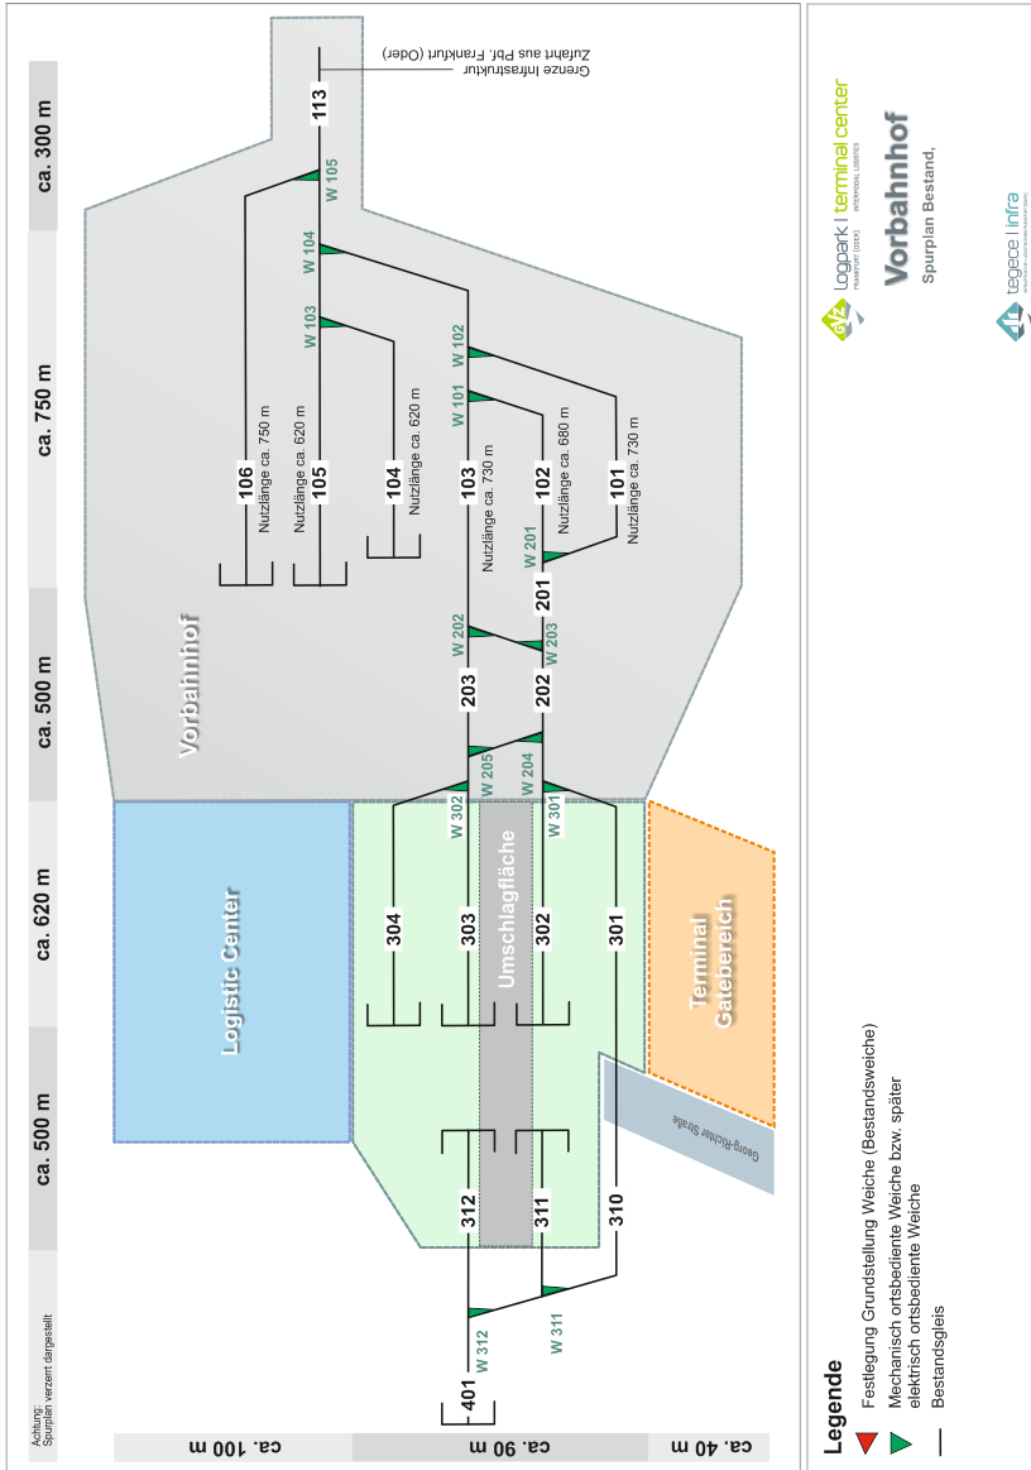 Achtung:
Spurplan verzerrt dargestellt
ca. 500 m
ca. 620 m
ca. 500 m
ca. 750 m
ca. 300 m
ca. 100 m
ca. 90 m
ca. 40 m
Logistic Center
Vorbahnhof
Umschlagfläche
Terminal
Gatebereich
Georg-Richter Straße
Grenze Infrastruktur
Zufahrt aus Pbf. Frankfurt (Oder)
106
Nutzlänge ca. 750 m
W 105
113
105
Nutzlänge ca. 620 m
W 103
W 104
104
Nutzlänge ca. 620 m
304
401
W 312
312
303
W 302
W 205
203
W 202
103
Nutzlänge ca. 730 m
W 101
W 102
W 311
311
302
W 301
W 204
202
W 203
201
W 201
102
Nutzlänge ca. 680 m
310
301
101
Nutzlänge ca. 730 m
Legende
Festlegung Grundstellung Weiche (Bestandsweiche)
Mechanisch ortsbediente Weiche bzw. später
elektrisch ortsbediente Weiche
Bestandsgleis
GVZ
Logpark | terminal center
FRANKFURT (ODER)
INTERMODAL LOGISTICS
Vorbahnhof
Spurplan Bestand,
tegece | infra